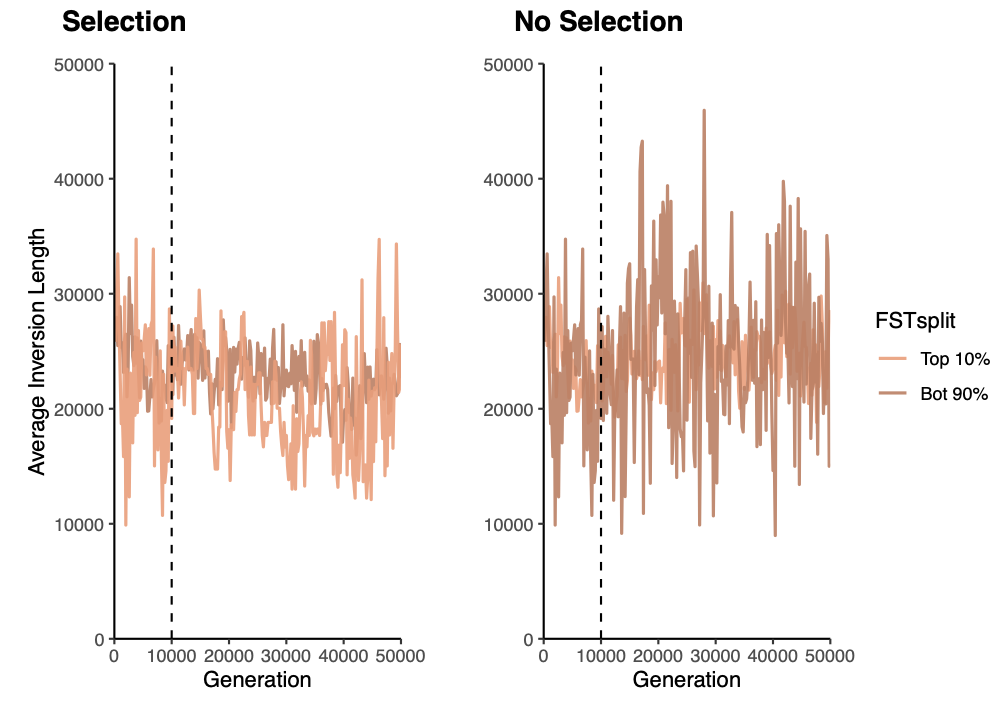 Selection
No Selection
Average Inversion Length
50000
40000
30000
20000
10000
0
0 10000 20000 30000 40000 50000
Generation
50000
40000
30000
20000
10000
0
0 10000 20000 30000 40000 50000
Generation
FSTsplit
Top 10%
Bot 90%